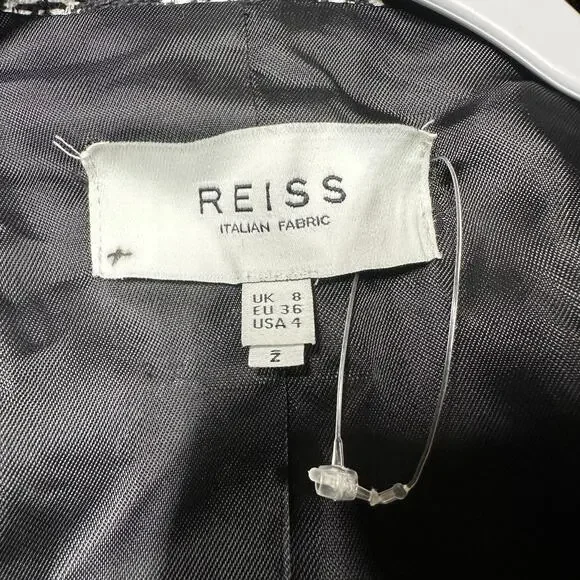 REISS
ITALIAN FABRIC
UK 8
EU 36
USA 4
Z